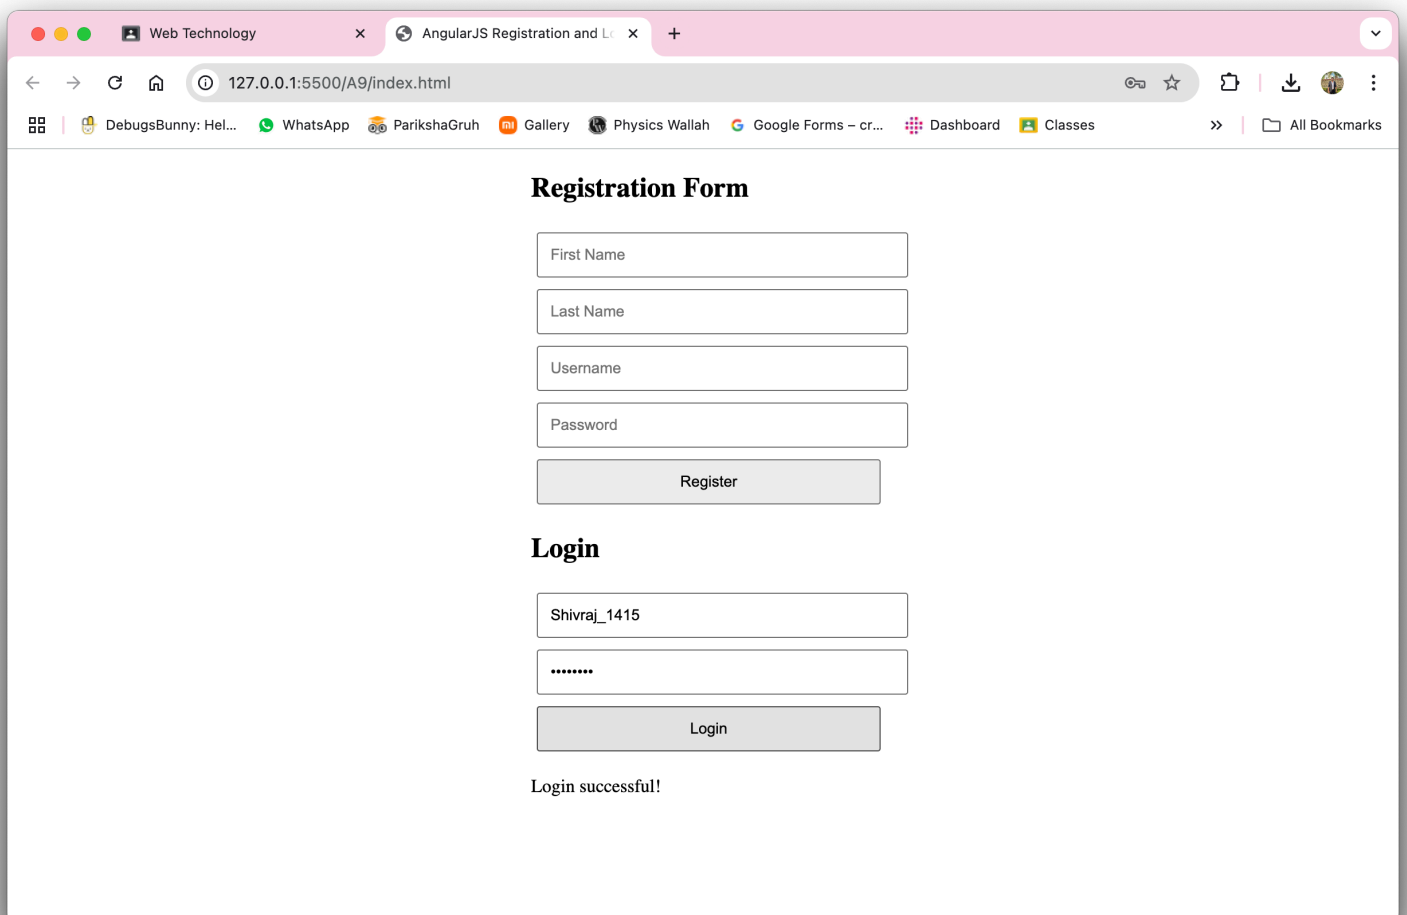 Web Technology
AngularJS Registration and Lo
127.0.0.1:5500/A9/index.html
DebugsBunny: Hel... WhatsApp ParikshaGruh mi Gallery Physics Wallah Google Forms – cr... Dashboard Classes » All Bookmarks
Registration Form
First Name
Last Name
Username
Password
Register
Login
Shivraj_1415
••••••••
Login
Login successful!